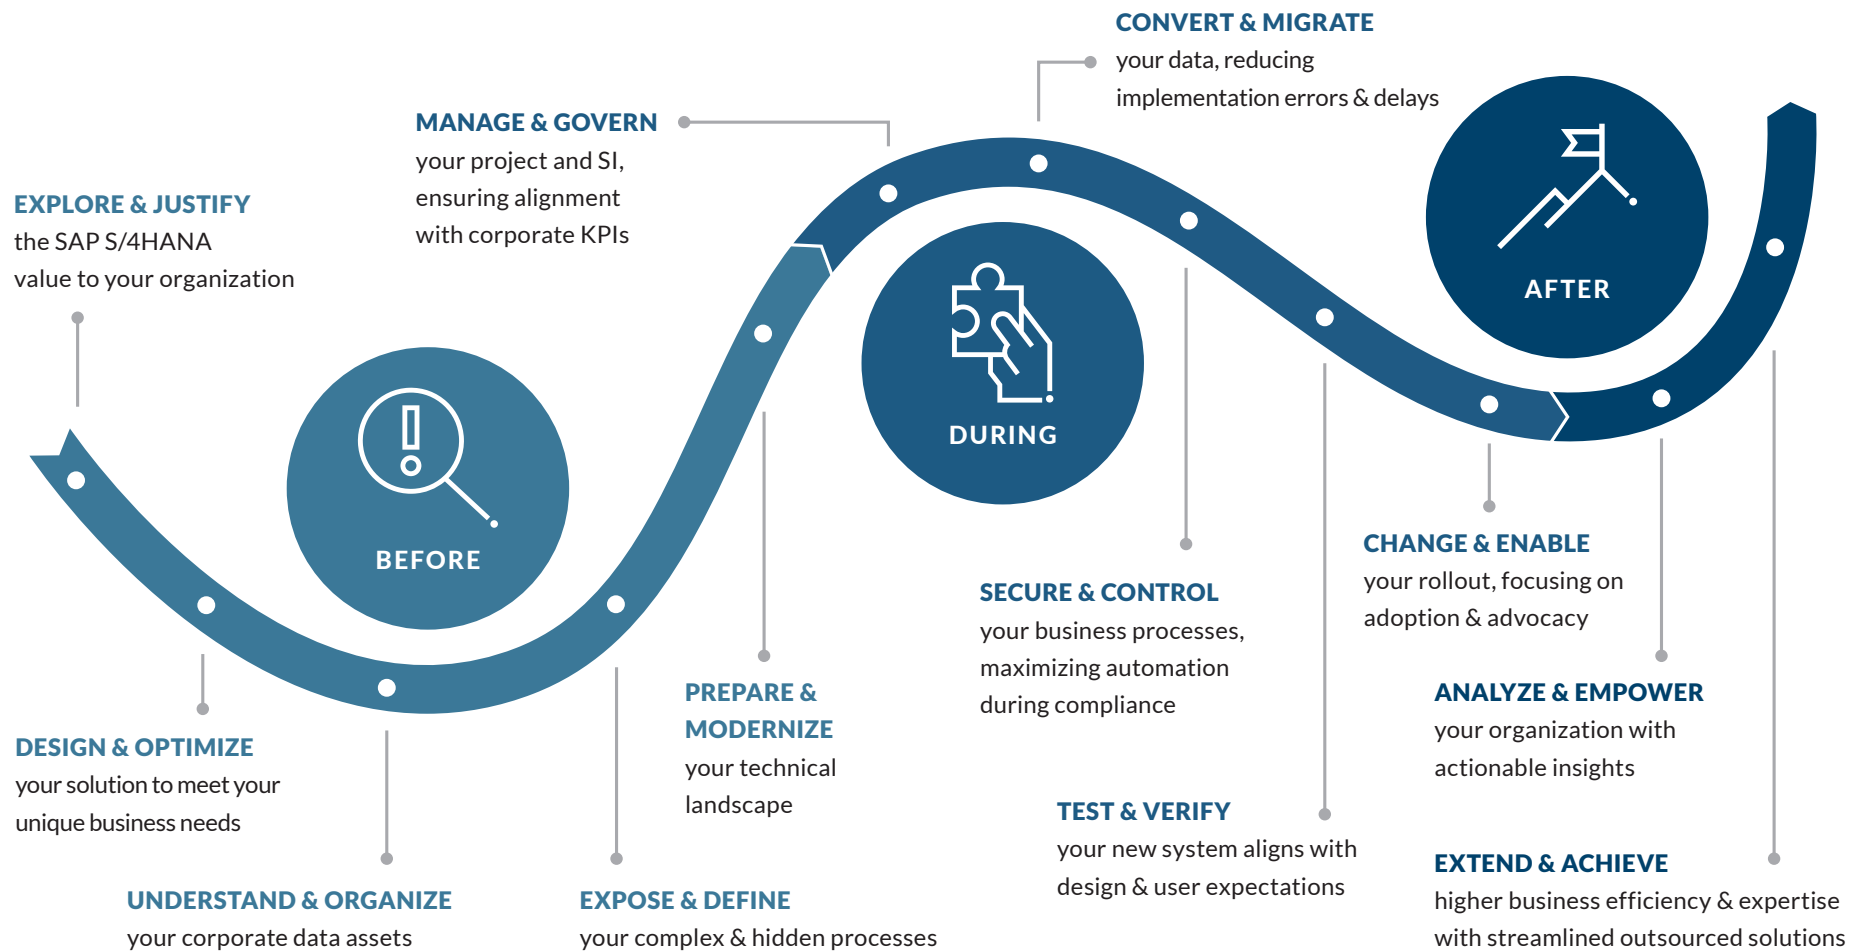 EXPLORE & JUSTIFY
the SAP S/4HANA
value to your organization
DESIGN & OPTIMIZE
your solution to meet your
unique business needs
UNDERSTAND & ORGANIZE
your corporate data assets
BEFORE
EXPOSE & DEFINE
your complex & hidden processes
PREPARE &
MODERNIZE
your technical
landscape
MANAGE & GOVERN
your project and SI,
ensuring alignment
with corporate KPIs
CONVERT & MIGRATE
your data, reducing
implementation errors & delays
DURING
SECURE & CONTROL
your business processes,
maximizing automation
during compliance
TEST & VERIFY
your new system aligns with
design & user expectations
CHANGE & ENABLE
your rollout, focusing on
adoption & advocacy
AFTER
ANALYZE & EMPOWER
your organization with
actionable insights
EXTEND & ACHIEVE
higher business efficiency & expertise
with streamlined outsourced solutions